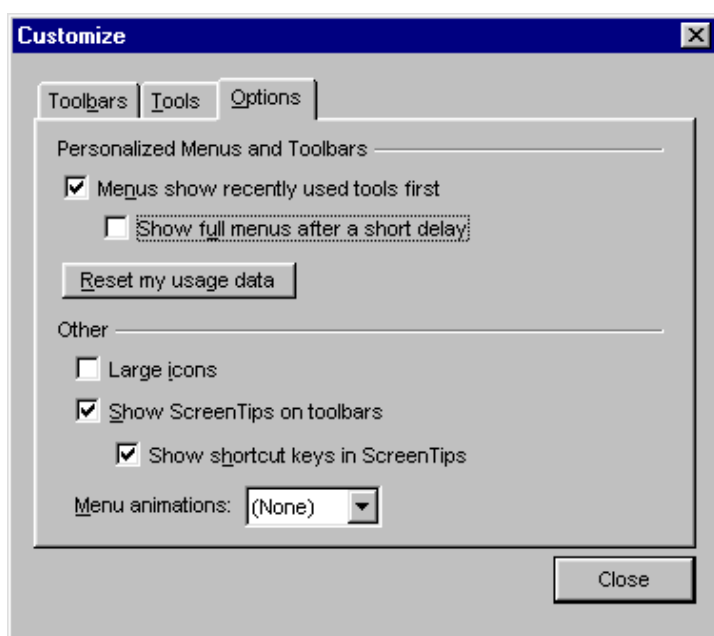 Customize
Toolbars Tools Options
Personalized Menus and Toolbars
Menus show recently used tools first
Show full menus after a short delay
Reset my usage data
Other
Large icons
Show ScreenTips on toolbars
Show shortcut keys in ScreenTips
Menu animations: (None)
Close